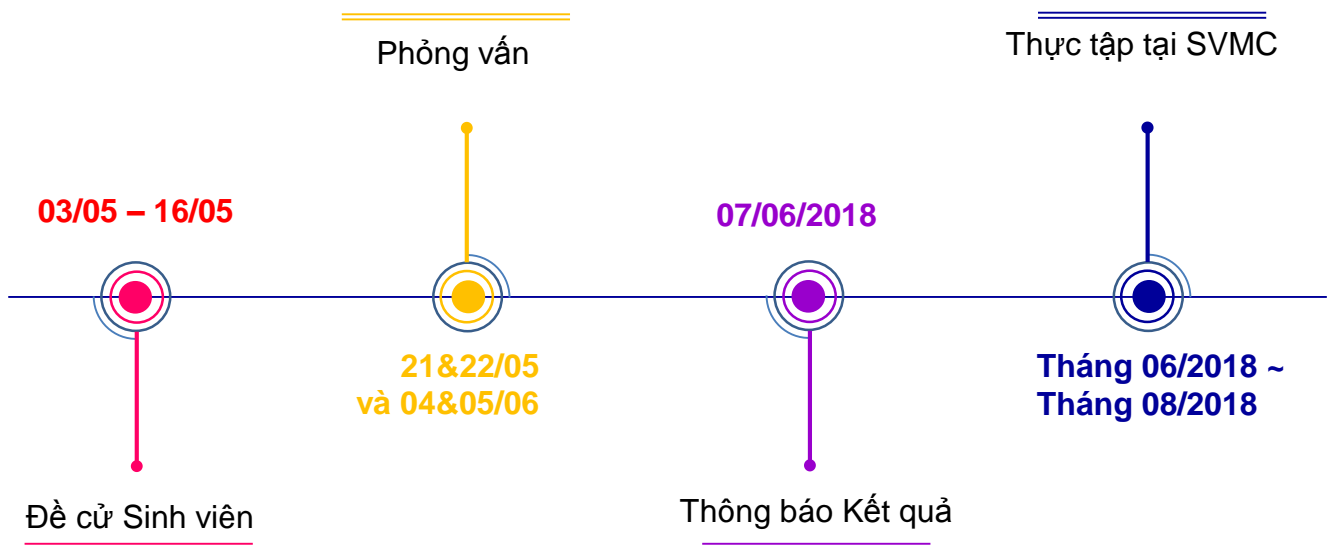 Phỏng vấn
Thực tập tại SVMC
03/05 – 16/05
07/06/2018
21&22/05
và 04&05/06
Tháng 06/2018 ~
Tháng 08/2018
Đề cử Sinh viên
Thông báo Kết quả